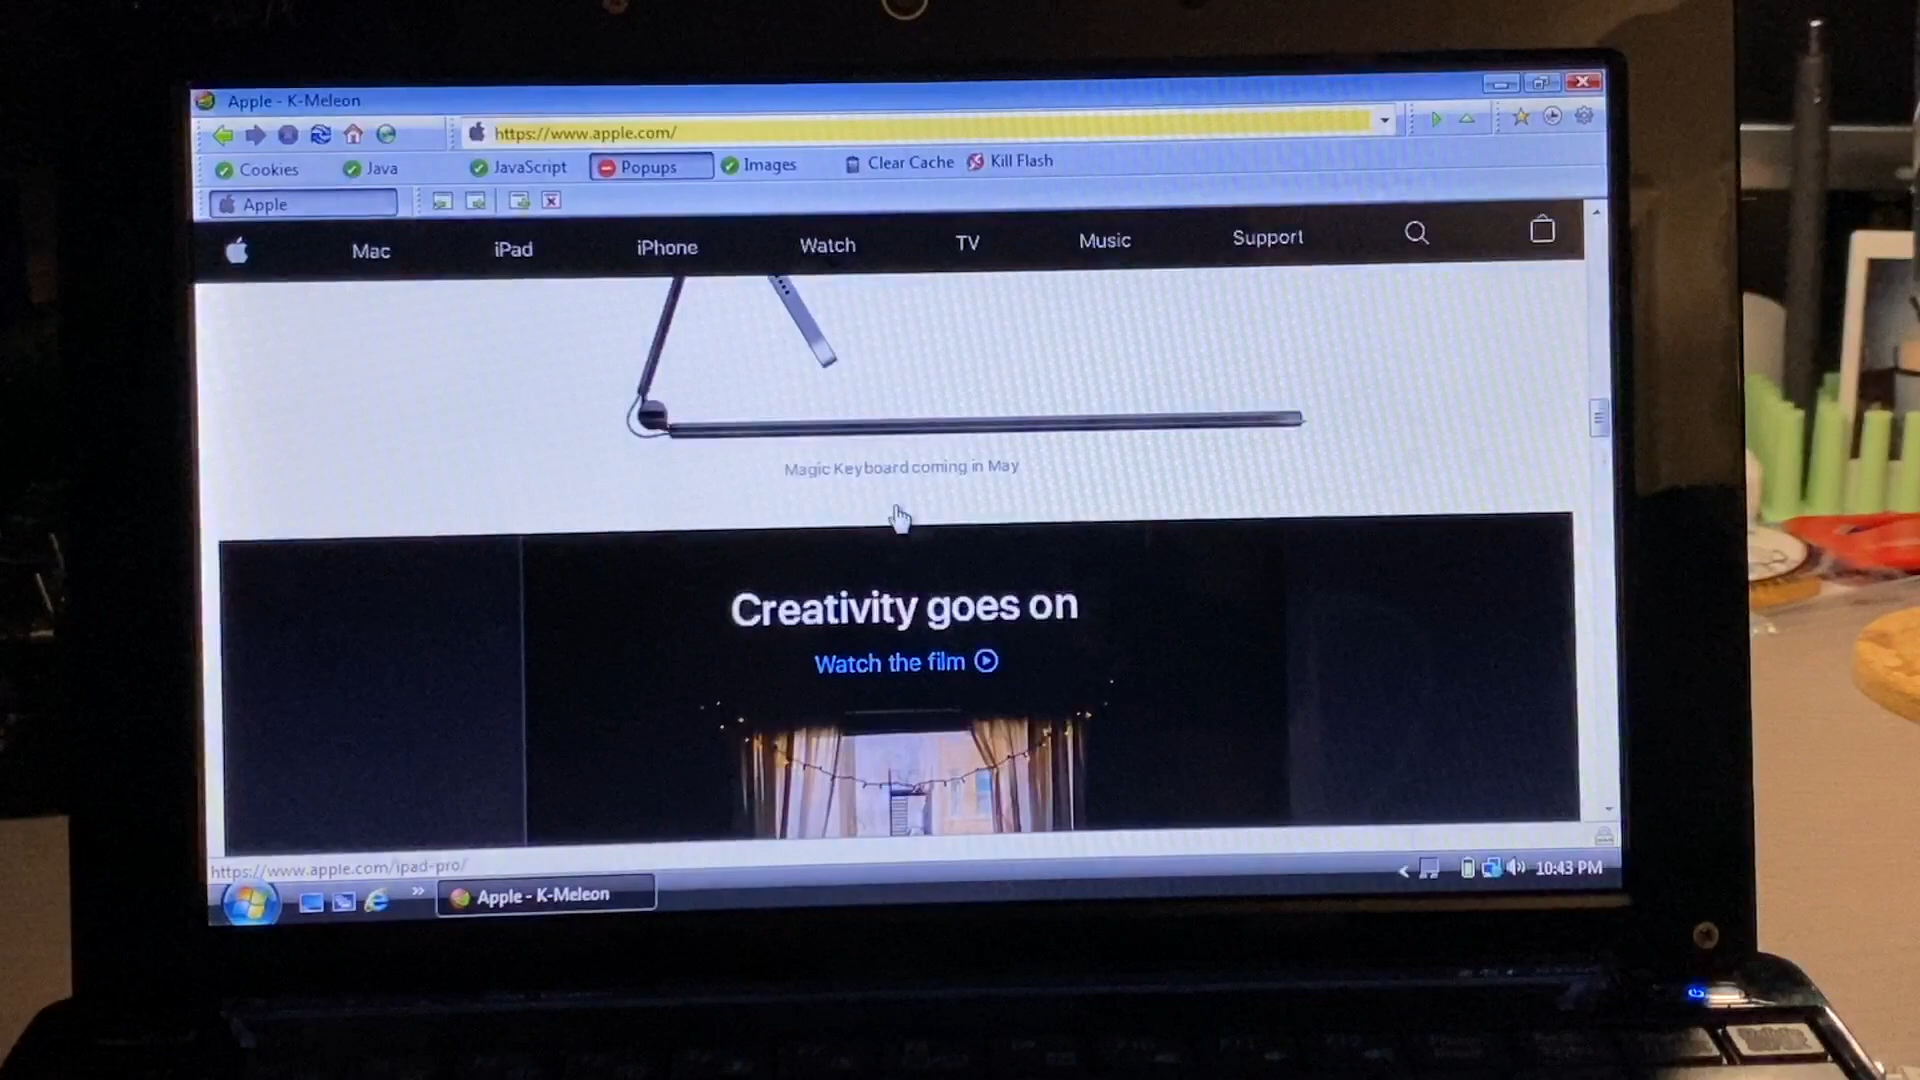 Apple - K-Meleon
https://www.apple.com/
Cookies Java JavaScript Popups Images Clear Cache Kill Flash
Apple
Mac iPad iPhone Watch TV Music Support
Magic Keyboard coming in May
Creativity goes on
Watch the film
https://www.apple.com/ipad-pro/
Apple - K-Meleon
10:43 PM